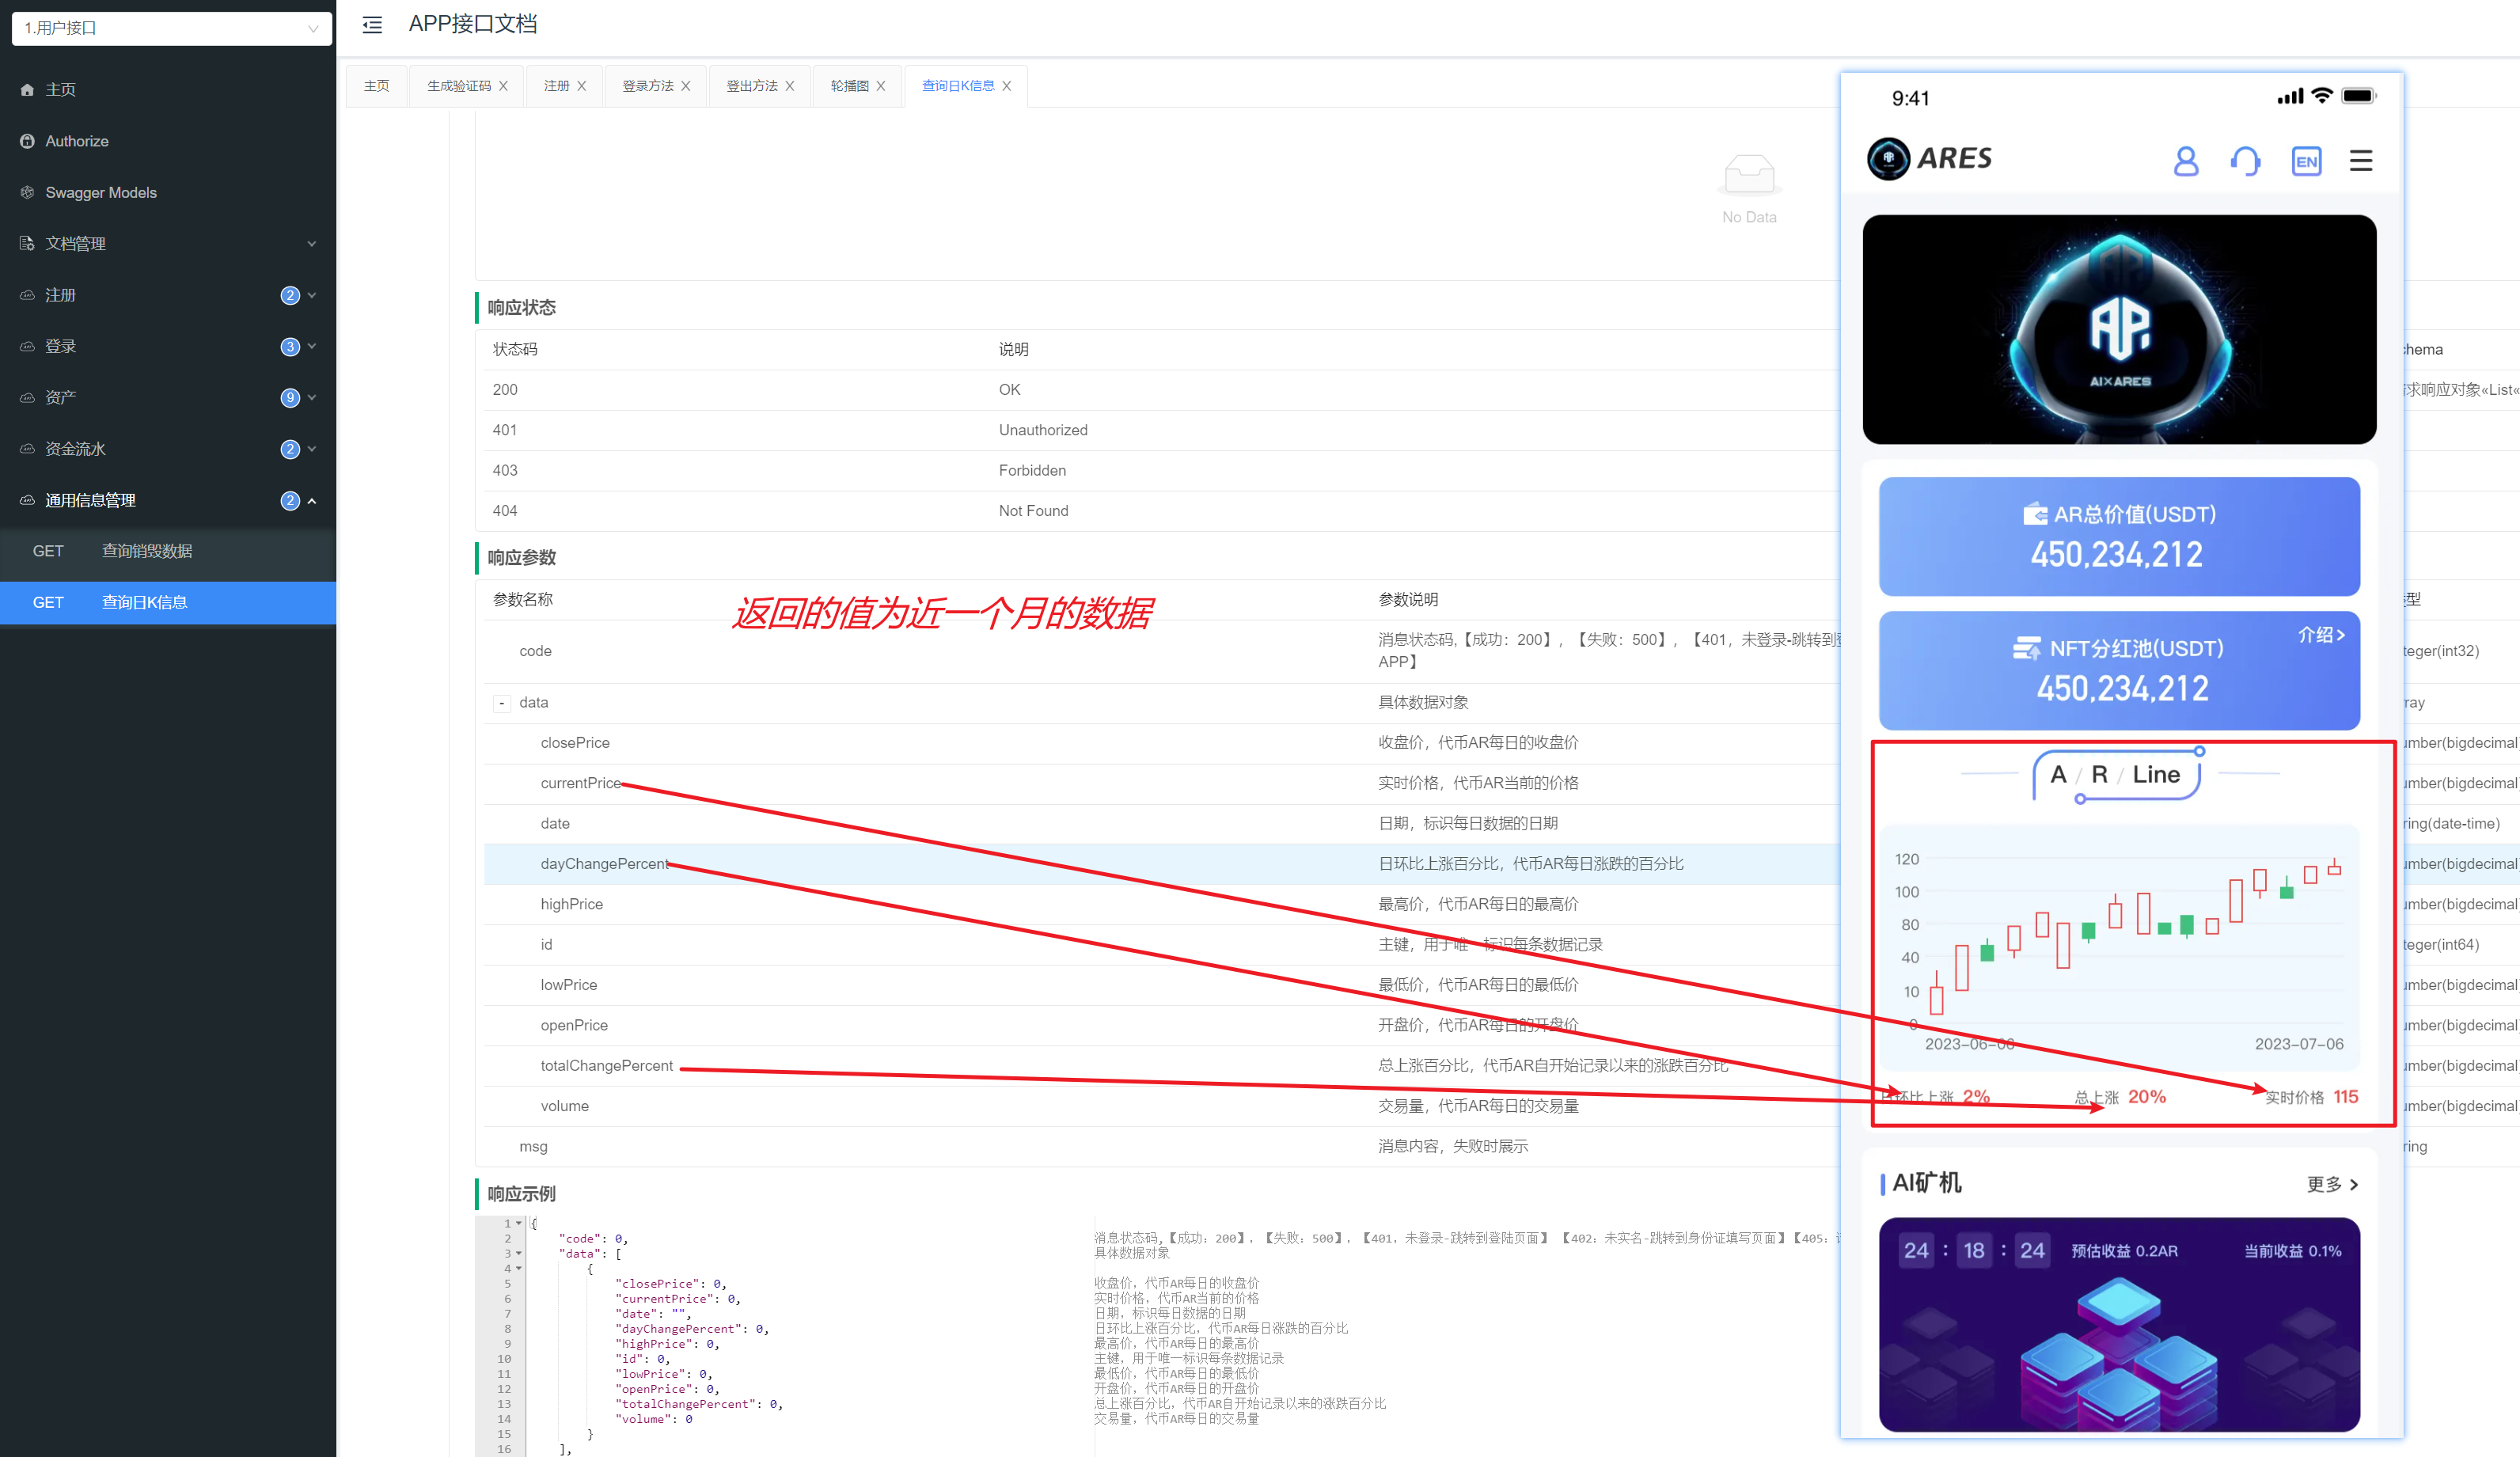 1.用户接口
主页
Authorize
Swagger Models
文档管理
注册 2
登录 3
资产 9
资金流水 2
通用信息管理 2
GET 查询销毁数据
GET 查询日K信息
APP接口文档
主页 生成验证码 X 注册 X 登录方法 X 登出方法 X 轮播图 X 查询日K信息 X
No Data
响应状态
状态码 说明 chema
200 OK 求响应对象«List«
401 Unauthorized
403 Forbidden
404 Not Found
响应参数
参数名称 参数说明 型
返回的值为近一个月的数据
code 消息状态码,【成功：200】，【失败：500】，【401，未登录-跳转到 teger(int32)
APP】
- data 具体数据对象 ray
closePrice 收盘价，代币AR每日的收盘价 umber(bigdecimal
currentPrice 实时价格，代币AR当前的价格 umber(bigdecimal
date 日期，标识每日数据的日期 ring(date-time)
dayChangePercent 日环比上涨百分比，代币AR每日涨跌的百分比 umber(bigdecimal
highPrice 最高价，代币AR每日的最高价 umber(bigdecimal
id 主键，用于唯一标识每条数据记录 teger(int64)
lowPrice 最低价，代币AR每日的最低价 umber(bigdecimal
openPrice 开盘价，代币AR每日的开盘价 umber(bigdecimal
totalChangePercent 总上涨百分比，代币AR自开始记录以来的涨跌百分比 umber(bigdecimal
volume 交易量，代币AR每日的交易量 umber(bigdecimal
msg 消息内容，失败时展示 ring
响应示例
1 {
2 "code": 0, 消息状态码,【成功：200】，【失败：500】，【401，未登录-跳转到登陆页面】 【402：未实名-跳转到身份证填写页面】【405：
3 "data": [ 具体数据对象
4 {
5 "closePrice": 0, 收盘价，代币AR每日的收盘价
6 "currentPrice": 0, 实时价格，代币AR当前的价格
7 "date": "", 日期，标识每日数据的日期
8 "dayChangePercent": 0, 日环比上涨百分比，代币AR每日涨跌的百分比
9 "highPrice": 0, 最高价，代币AR每日的最高价
10 "id": 0, 主键，用于唯一标识每条数据记录
11 "lowPrice": 0, 最低价，代币AR每日的最低价
12 "openPrice": 0, 开盘价，代币AR每日的开盘价
13 "totalChangePercent": 0, 总上涨百分比，代币AR自开始记录以来的涨跌百分比
14 "volume": 0 交易量，代币AR每日的交易量
15 }
16 ],
9:41
ARES
EN
AIXARES
AR总价值(USDT)
450,234,212
介绍>
NFT分红池(USDT)
450,234,212
A / R / Line
120
100
80
40
10
0
2023-06-06 2023-07-06
日环比上涨 2% 总上涨 20% 实时价格 115
AI矿机 更多 >
24 : 18 : 24 预估收益 0.2AR 当前收益 0.1%